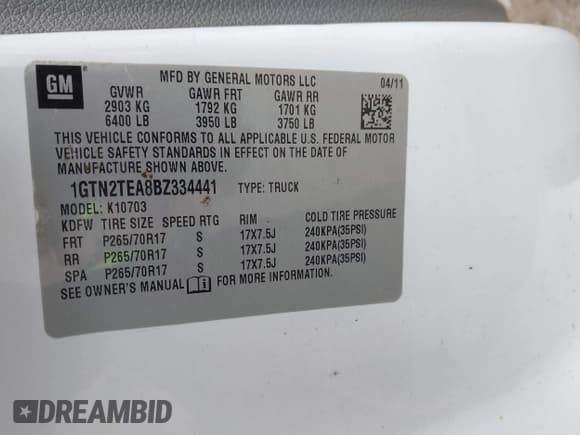 GM
MFD BY GENERAL MOTORS LLC
04/11
GVWR GAWR FRT GAWR RR
2903 KG 1792 KG 1701 KG
6400 LB 3950 LB 3750 LB
THIS VEHICLE CONFORMS TO ALL APPLICABLE U.S. FEDERAL MOTOR
VEHICLE SAFETY STANDARDS IN EFFECT ON THE DATE OF
MANUFACTURE SHOWN ABOVE.
1GTN2TEA8BZ334441 TYPE: TRUCK
MODEL: K10703
KDFW TIRE SIZE SPEED RTG RIM COLD TIRE PRESSURE
FRT P265/70R17 S 17X7.5J 240KPA(35PSI)
RR P265/70R17 S 17X7.5J 240KPA(35PSI)
SPA P265/70R17 S 17X7.5J 240KPA(35PSI)
SEE OWNER'S MANUAL FOR MORE INFORMATION.
DREAMBID